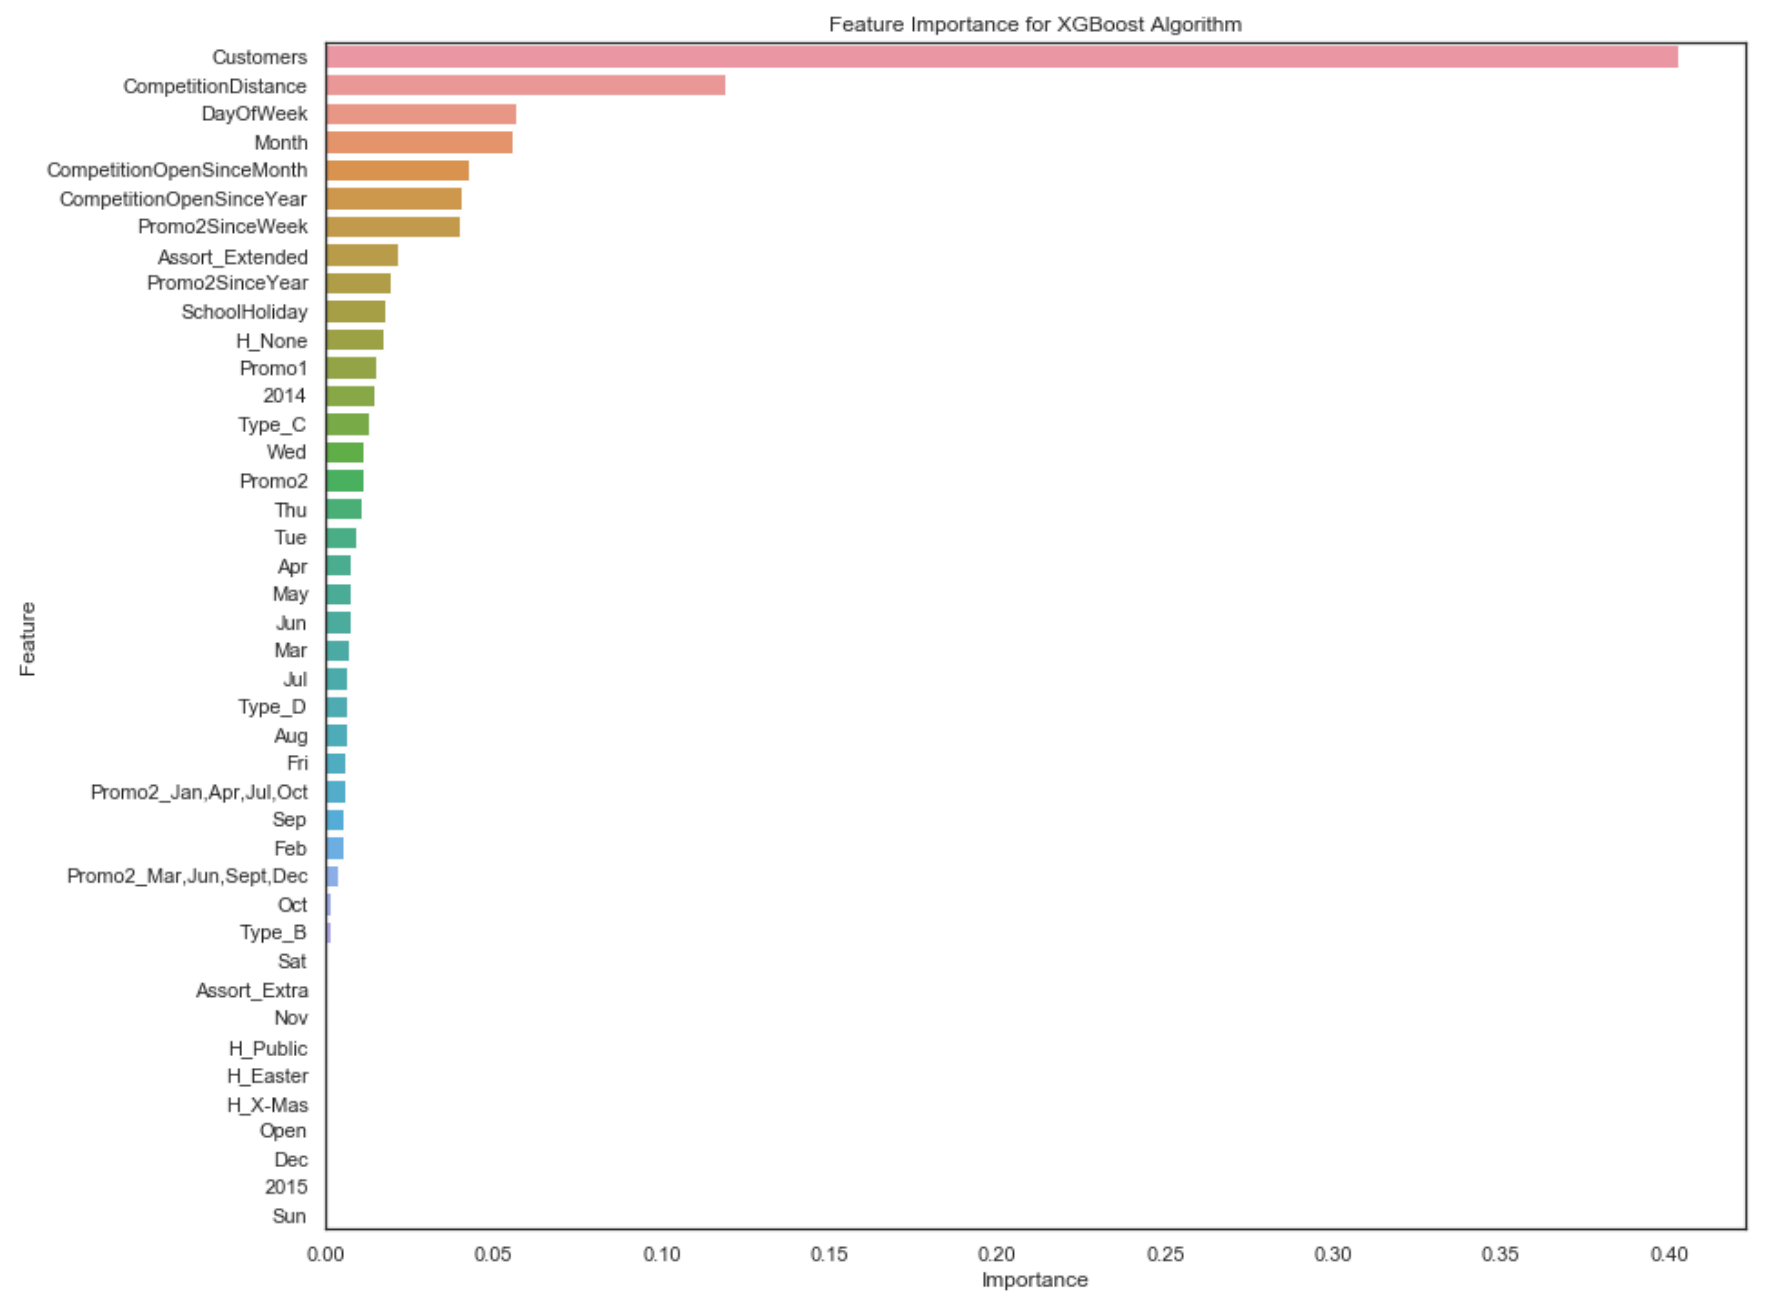 Feature Importance for XGBoost Algorithm
Customers
CompetitionDistance
DayOfWeek
Month
CompetitionOpenSinceMonth
CompetitionOpenSinceYear
Promo2SinceWeek
Assort_Extended
Promo2SinceYear
SchoolHoliday
H_None
Promo1
2014
Type_C
Wed
Promo2
Thu
Tue
Apr
May
Jun
Mar
Jul
Type_D
Aug
Fri
Promo2_Jan,Apr,Jul,Oct
Sep
Feb
Promo2_Mar,Jun,Sept,Dec
Oct
Type_B
Sat
Assort_Extra
Nov
H_Public
H_Easter
H_X-Mas
Open
Dec
2015
Sun
Feature
0.00 0.05 0.10 0.15 0.20 0.25 0.30 0.35 0.40
Importance